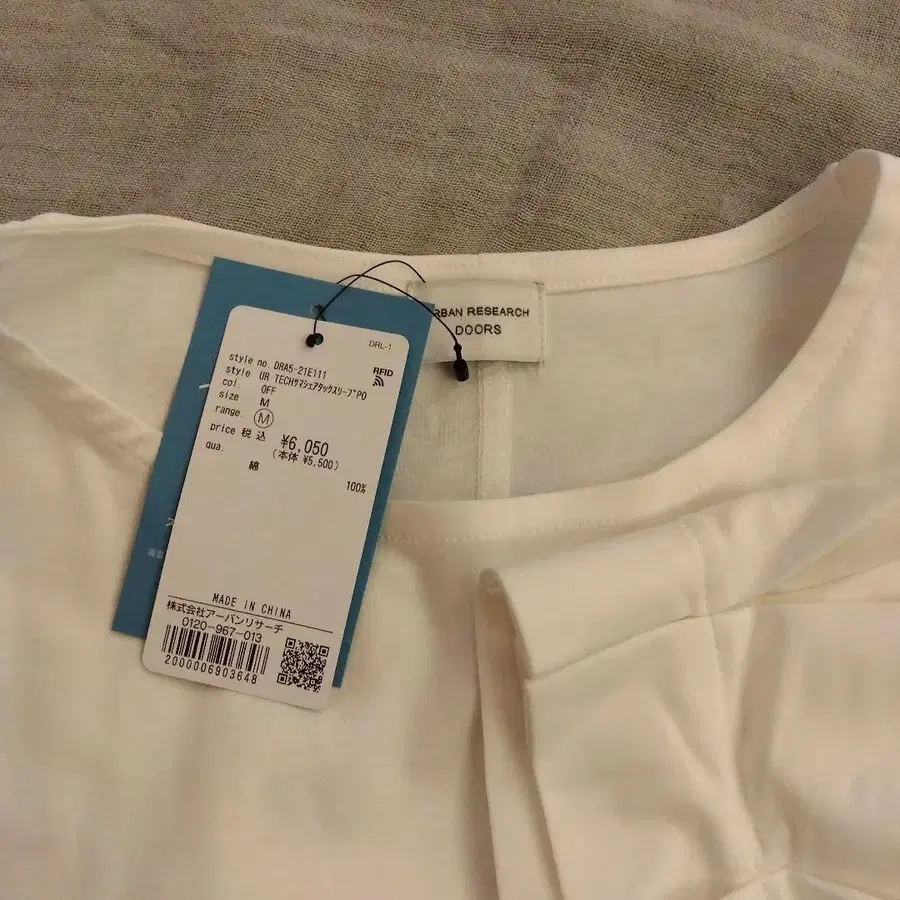 RBAN RESEARCH
DOORS
DRL-1
RFID
style no. DRA5-21E111
style UR TECHサマシェアタックスリーブPO
col. OFF
size M
range. M
price 税込 ¥6,050
(本体 ¥5,500)
qua.
綿
100%
MADE IN CHINA
株式会社アーバンリサーチ
0120-967-013
2000006903648